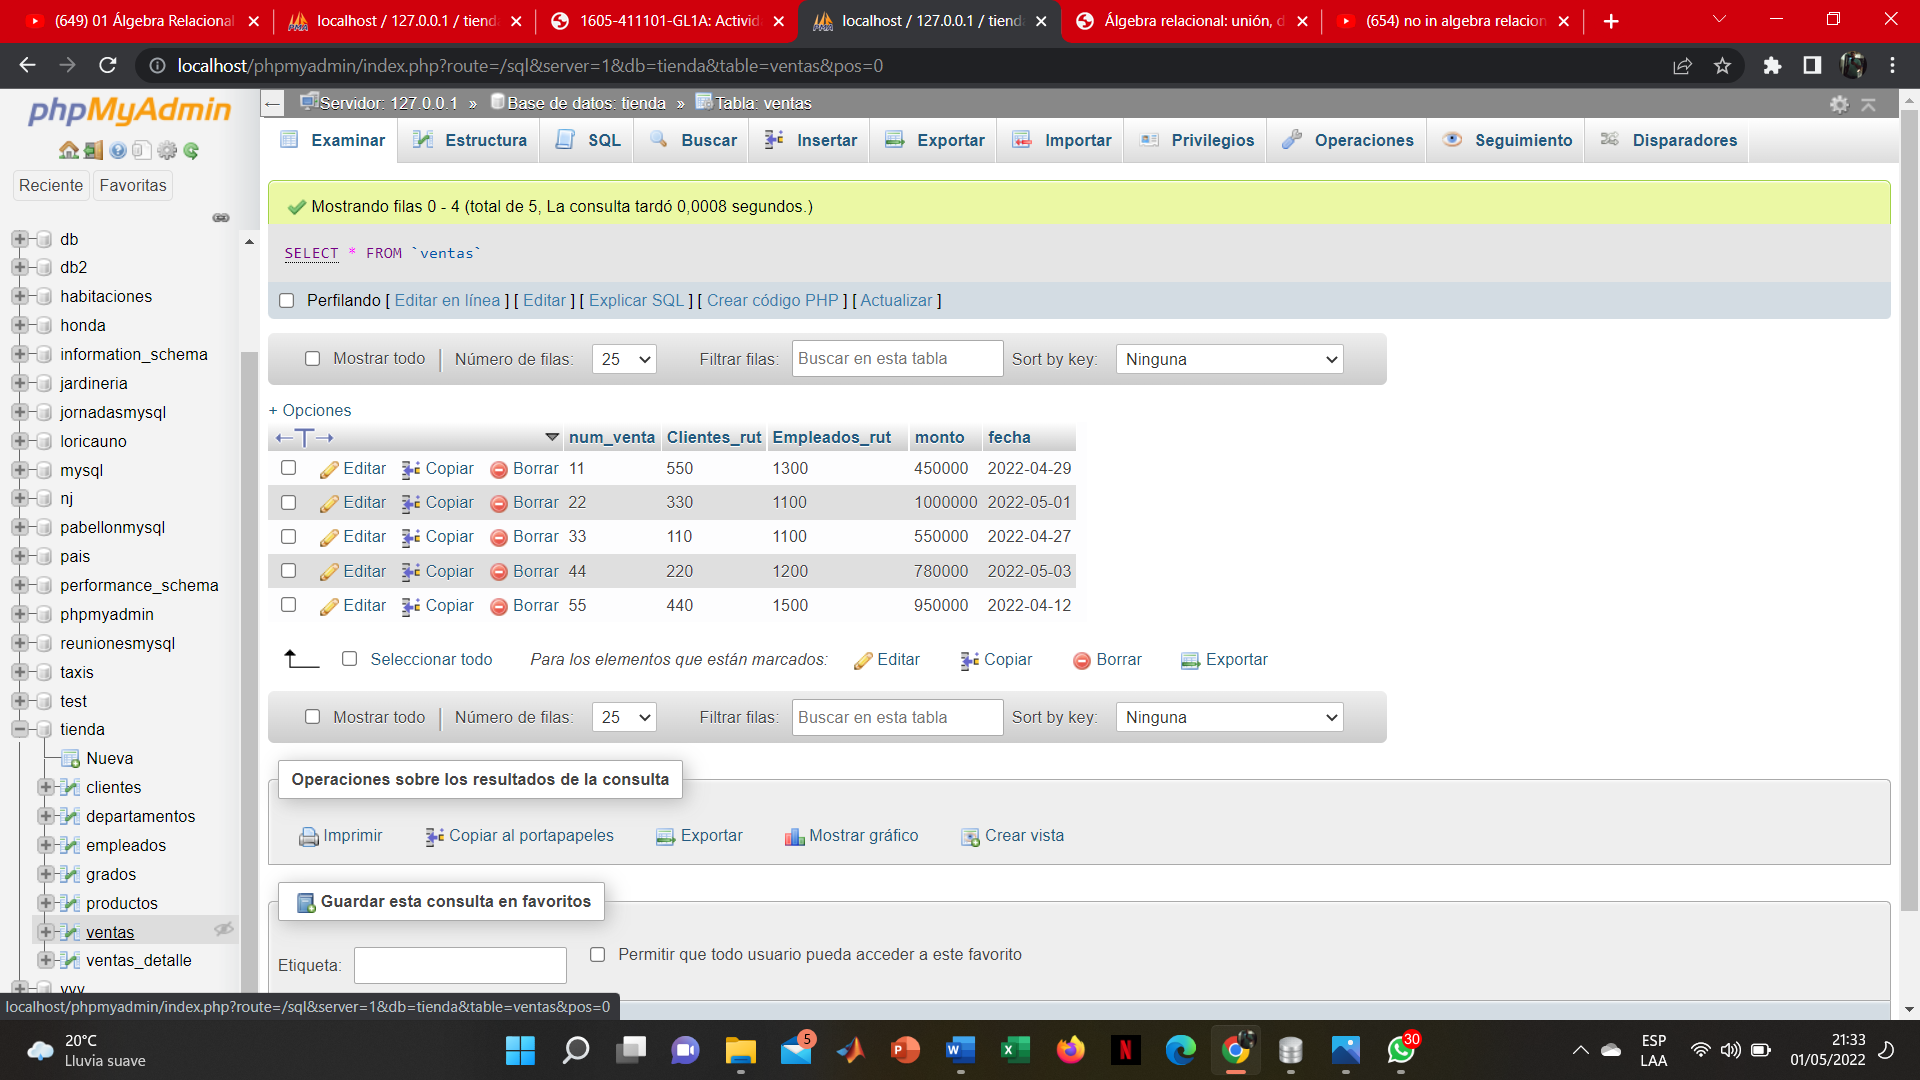 (649) 01 Álgebra Relacional
localhost / 127.0.0.1 / tienda
1605-411101-GL1A: Activid
localhost / 127.0.0.1 / tiend
Álgebra relacional: unión, d
(654) no in algebra relacion
localhost/phpmyadmin/index.php?route=/sql&server=1&db=tienda&table=ventas&pos=0
phpMyAdmin
Reciente Favoritas
db
db2
habitaciones
honda
information_schema
jardineria
jornadasmysql
loricauno
mysql
nj
pabellonmysql
pais
performance_schema
phpmyadmin
reunionesmysql
taxis
test
tienda
Nueva
clientes
departamentos
empleados
grados
productos
ventas
ventas_detalle
vvv
Servidor: 127.0.0.1 » Base de datos: tienda » Tabla: ventas
Examinar Estructura SQL Buscar Insertar Exportar Importar Privilegios Operaciones Seguimiento Disparadores
Mostrando filas 0 - 4 (total de 5, La consulta tardó 0,0008 segundos.)
SELECT * FROM `ventas`
Perfilando [ Editar en línea ] [ Editar ] [ Explicar SQL ] [ Crear código PHP ] [ Actualizar ]
Mostrar todo Número de filas: 25 Filtrar filas: Buscar en esta tabla Sort by key: Ninguna
+ Opciones
num_venta Clientes_rut Empleados_rut monto fecha
Editar Copiar Borrar 11 550 1300 450000 2022-04-29
Editar Copiar Borrar 22 330 1100 1000000 2022-05-01
Editar Copiar Borrar 33 110 1100 550000 2022-04-27
Editar Copiar Borrar 44 220 1200 780000 2022-05-03
Editar Copiar Borrar 55 440 1500 950000 2022-04-12
Seleccionar todo Para los elementos que están marcados: Editar Copiar Borrar Exportar
Mostrar todo Número de filas: 25 Filtrar filas: Buscar en esta tabla Sort by key: Ninguna
Operaciones sobre los resultados de la consulta
Imprimir Copiar al portapapeles Exportar Mostrar gráfico Crear vista
Guardar esta consulta en favoritos
Etiqueta: Permitir que todo usuario pueda acceder a este favorito
localhost/phpmyadmin/index.php?route=/sql&server=1&db=tienda&table=ventas&pos=0
20°C
Lluvia suave
5
30
ESP
LAA
21:33
01/05/2022